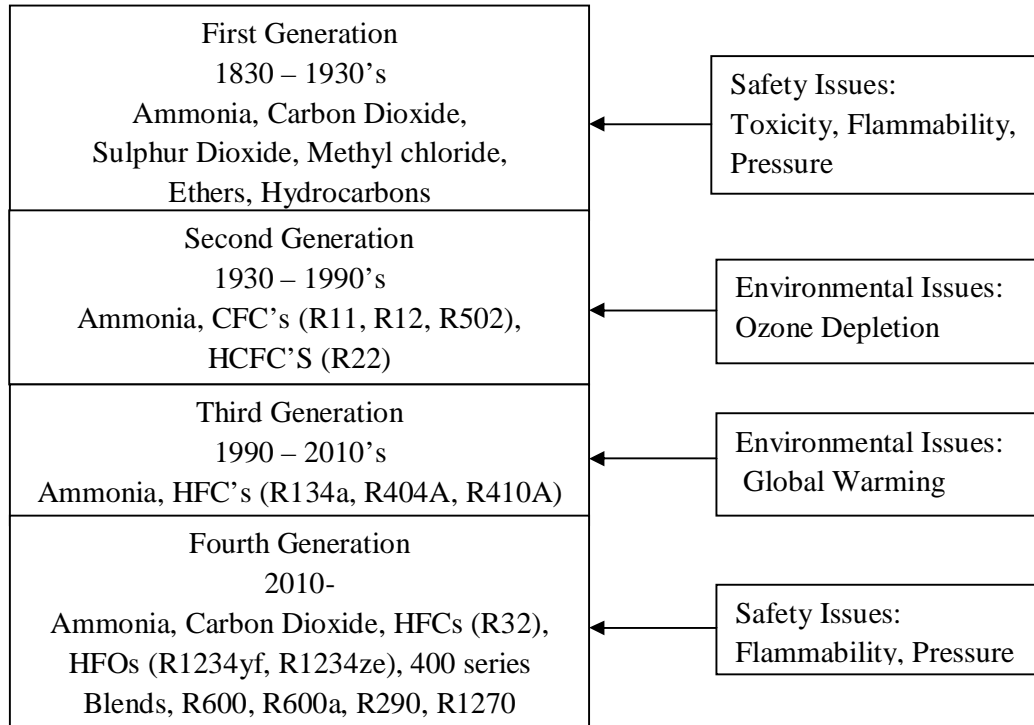 First Generation
1830 – 1930’s
Ammonia, Carbon Dioxide,
Sulphur Dioxide, Methyl chloride,
Ethers, Hydrocarbons
Safety Issues:
Toxicity, Flammability,
Pressure
Second Generation
1930 – 1990’s
Ammonia, CFC’s (R11, R12, R502),
HCFC’S (R22)
Environmental Issues:
Ozone Depletion
Third Generation
1990 – 2010’s
Ammonia, HFC’s (R134a, R404A, R410A)
Environmental Issues:
Global Warming
Fourth Generation
2010-
Ammonia, Carbon Dioxide, HFCs (R32),
HFOs (R1234yf, R1234ze), 400 series
Blends, R600, R600a, R290, R1270
Safety Issues:
Flammability, Pressure